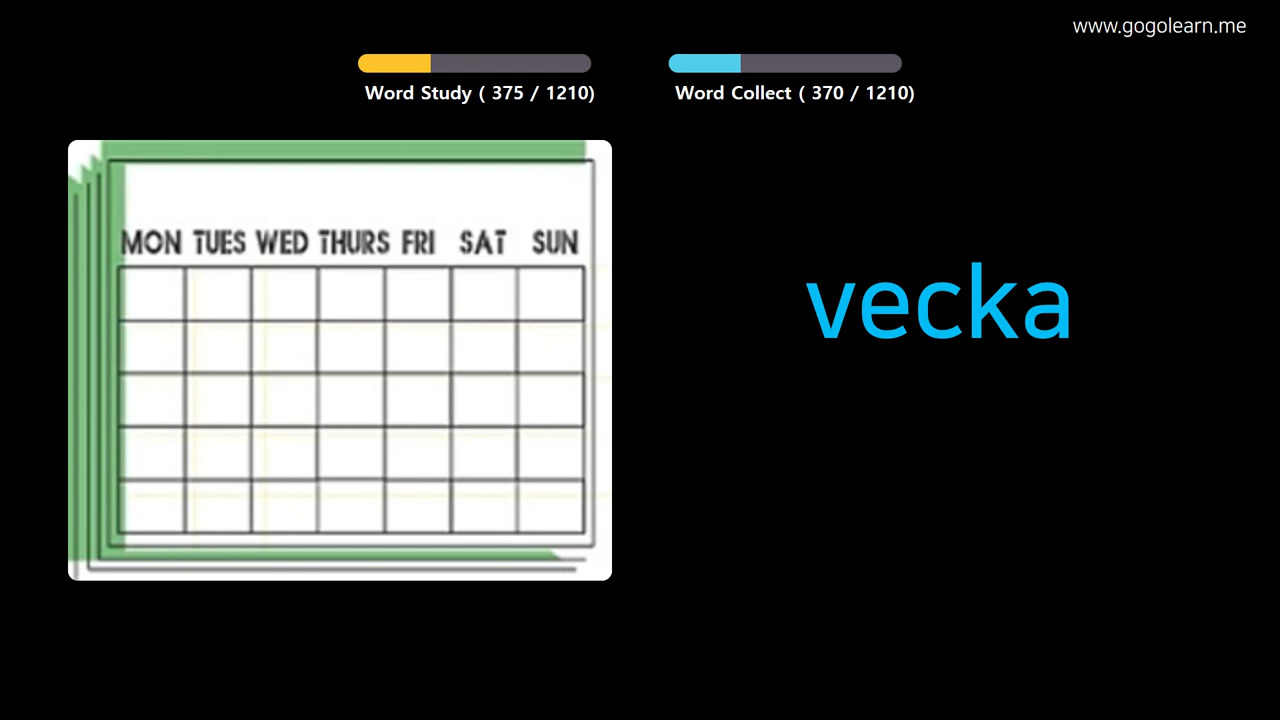 www.gogolearn.me
Word Study ( 375 / 1210)
Word Collect ( 370 / 1210)
MON TUES WED THURS FRI SAT SUN
vecka